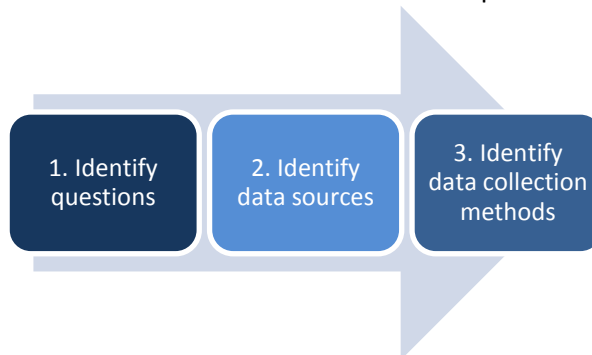 1. Identify
questions
2. Identify
data sources
3. Identify
data collection
methods